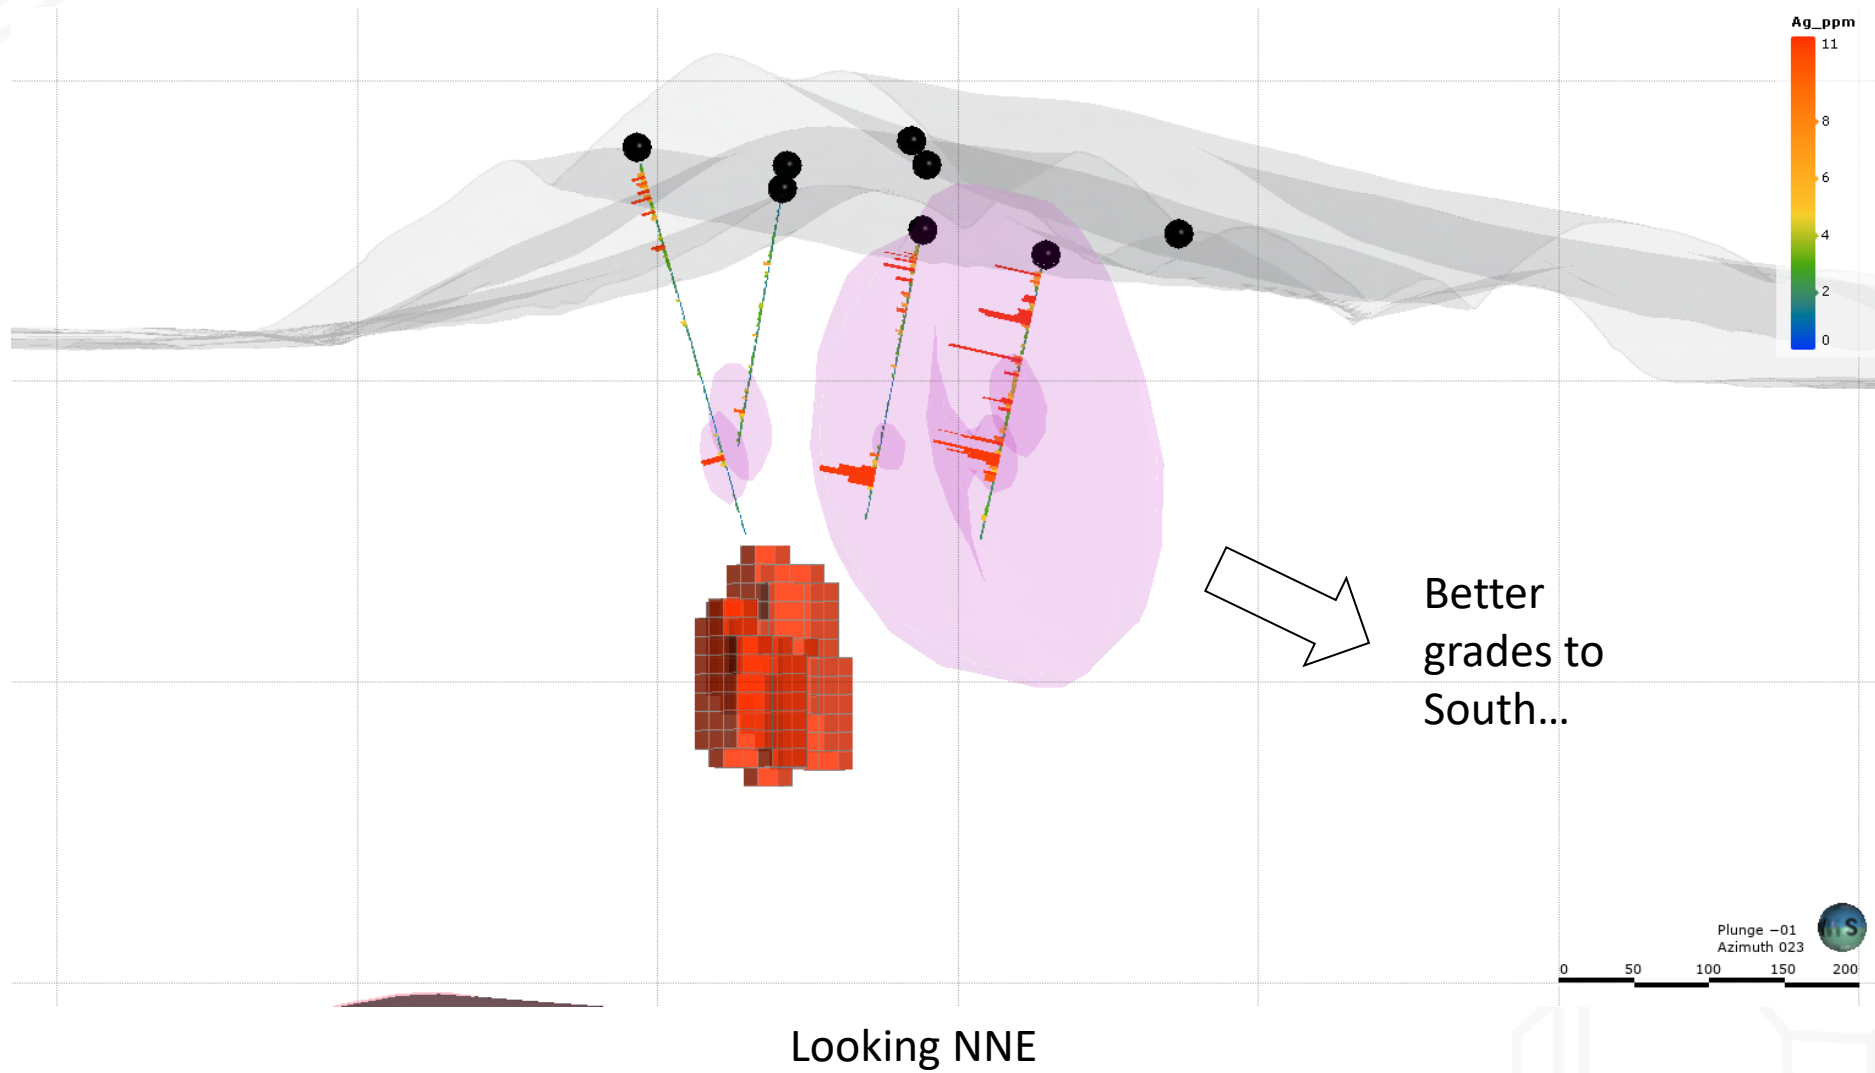 Ag_ppm
11
8
6
4
2
0
Better
grades to
South…
Plunge −01
Azimuth 023
S
0 50 100 150 200
Looking NNE